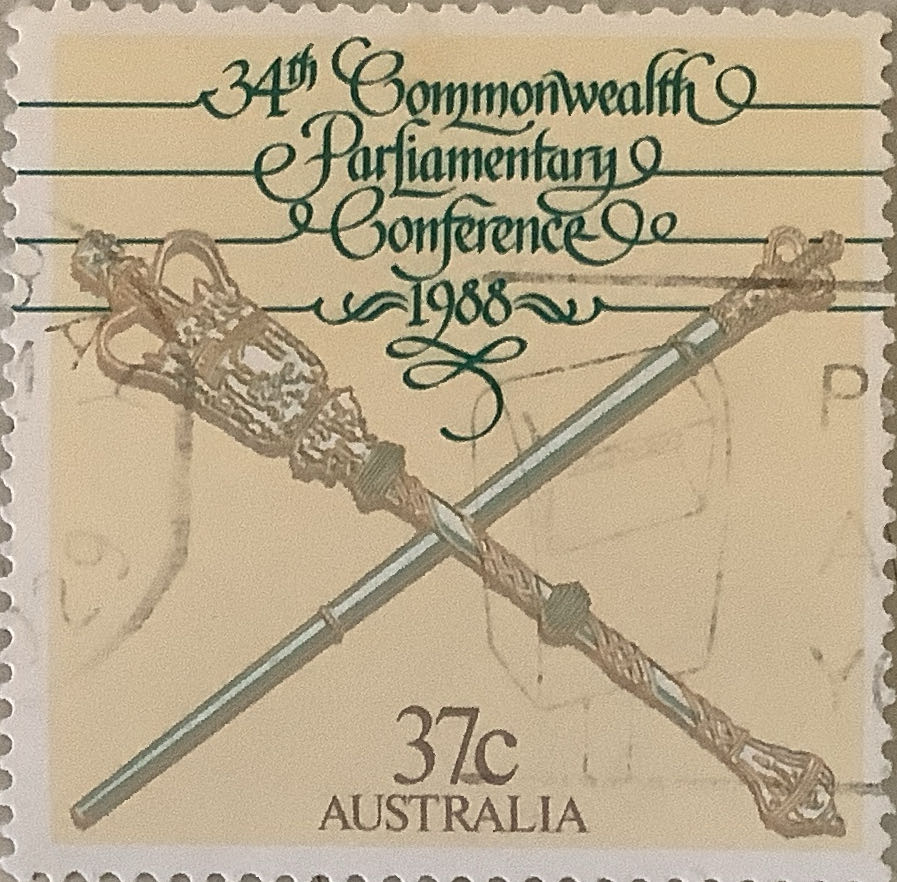 34th Commonwealth
Parliamentary
Conference
1988
P
37c
AUSTRALIA